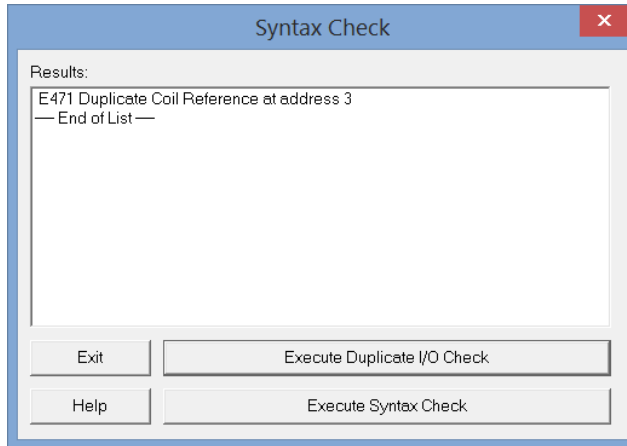 Syntax Check
Results:
E471 Duplicate Coil Reference at address 3
— End of List —
Exit
Execute Duplicate I/O Check
Help
Execute Syntax Check